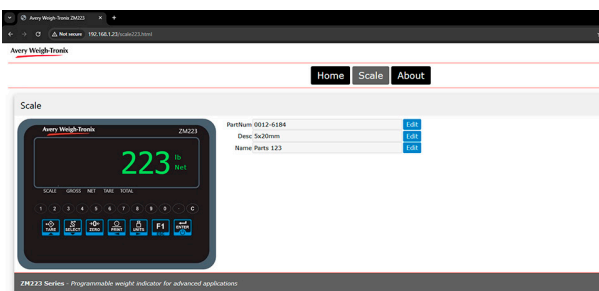 Avery Weigh-Tronix ZM223
Not secure 192.168.1.23/scale223.html
Avery Weigh-Tronix
Home Scale About
Scale
Avery Weigh-Tronix ZM223
223 lb Net
SCALE GROSS NET TARE TOTAL
1 2 3 4 5 6 7 8 9 0 C
TARE SELECT ZERO PRINT UNITS F1 ENTER
PartNum 0012-6184 Edit
Desc 5x20mm Edit
Name Parts 123 Edit
ZM223 Series - Programmable weight indicator for advanced applications